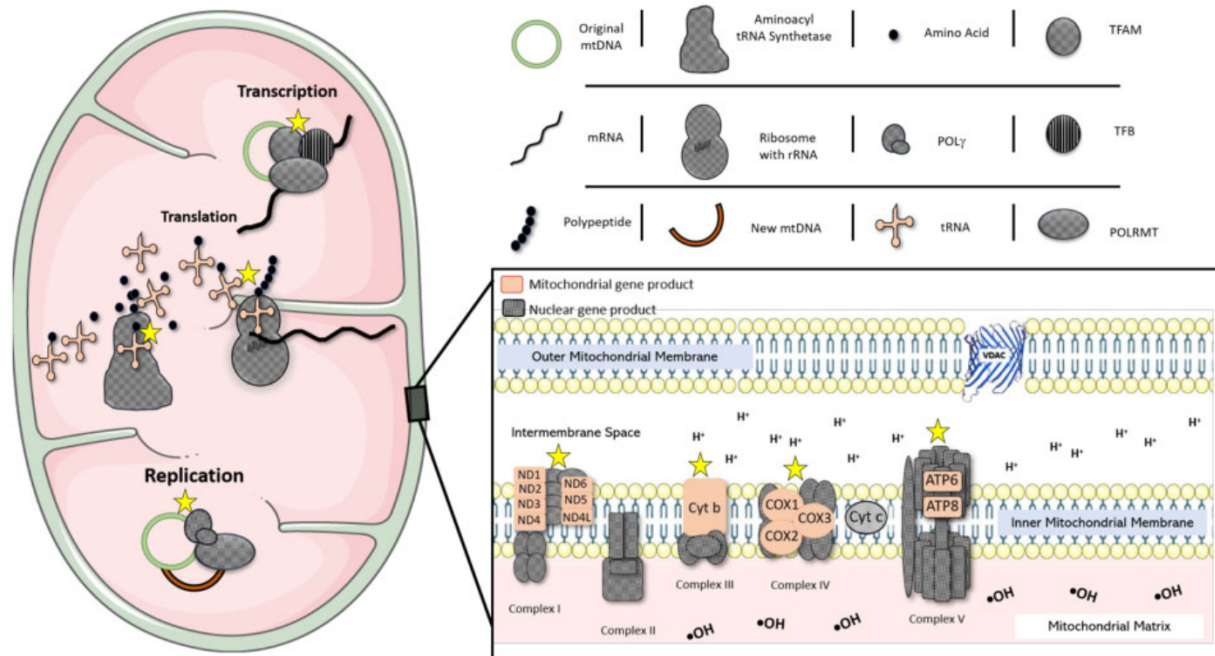 Transcription
Translation
Replication
Original
mtDNA
Aminoacyl
tRNA Synthetase
Amino Acid
TFAM
mRNA
Ribosome
with rRNA
POLγ
TFB
Polypeptide
New mtDNA
tRNA
POLRMT
Mitochondrial gene product
Nuclear gene product
Outer Mitochondrial Membrane
VDAC
Intermembrane Space
H⁺
H⁺
H⁺
H⁺
H⁺
H⁺
H⁺
H⁺
H⁺
H⁺
H⁺
H⁺
H⁺
ND1
ND2
ND3
ND4
ND6
ND5
ND4L
Cyt b
COX1
COX3
COX2
Cyt c
ATP6
ATP8
Inner Mitochondrial Membrane
Complex I
Complex II
Complex III
Complex IV
Complex V
•OH
•OH
•OH
•OH
•OH
•OH
Mitochondrial Matrix